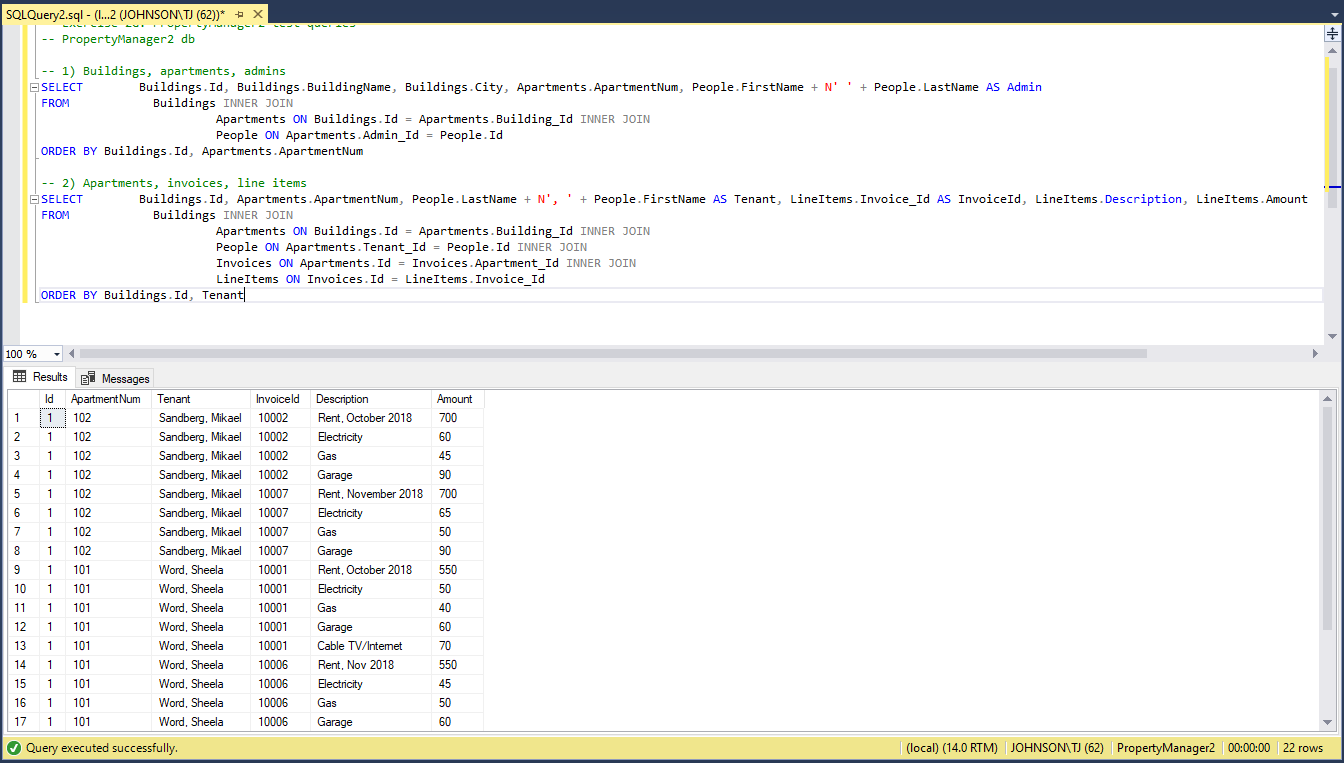 SQLQuery2.sql - (l...2 (JOHNSON\TJ (62))*
-- Exercise 2d: PropertyManager2 test queries
-- PropertyManager2 db
-- 1) Buildings, apartments, admins
SELECT Buildings.Id, Buildings.BuildingName, Buildings.City, Apartments.ApartmentNum, People.FirstName + N' ' + People.LastName AS Admin
FROM Buildings INNER JOIN
Apartments ON Buildings.Id = Apartments.Building_Id INNER JOIN
People ON Apartments.Admin_Id = People.Id
ORDER BY Buildings.Id, Apartments.ApartmentNum
-- 2) Apartments, invoices, line items
SELECT Buildings.Id, Apartments.ApartmentNum, People.LastName + N', ' + People.FirstName AS Tenant, LineItems.Invoice_Id AS InvoiceId, LineItems.Description, LineItems.Amount
FROM Buildings INNER JOIN
Apartments ON Buildings.Id = Apartments.Building_Id INNER JOIN
People ON Apartments.Tenant_Id = People.Id INNER JOIN
Invoices ON Apartments.Id = Invoices.Apartment_Id INNER JOIN
LineItems ON Invoices.Id = LineItems.Invoice_Id
ORDER BY Buildings.Id, Tenant
100 %
Results Messages
Id ApartmentNum Tenant InvoiceId Description Amount
1 1 102 Sandberg, Mikael 10002 Rent, October 2018 700
2 1 102 Sandberg, Mikael 10002 Electricity 60
3 1 102 Sandberg, Mikael 10002 Gas 45
4 1 102 Sandberg, Mikael 10002 Garage 90
5 1 102 Sandberg, Mikael 10007 Rent, November 2018 700
6 1 102 Sandberg, Mikael 10007 Electricity 65
7 1 102 Sandberg, Mikael 10007 Gas 50
8 1 102 Sandberg, Mikael 10007 Garage 90
9 1 101 Word, Sheela 10001 Rent, October 2018 550
10 1 101 Word, Sheela 10001 Electricity 50
11 1 101 Word, Sheela 10001 Gas 40
12 1 101 Word, Sheela 10001 Garage 60
13 1 101 Word, Sheela 10001 Cable TV/Internet 70
14 1 101 Word, Sheela 10006 Rent, Nov 2018 550
15 1 101 Word, Sheela 10006 Electricity 45
16 1 101 Word, Sheela 10006 Gas 50
17 1 101 Word, Sheela 10006 Garage 60
Query executed successfully. (local) (14.0 RTM) JOHNSON\TJ (62) PropertyManager2 00:00:00 22 rows